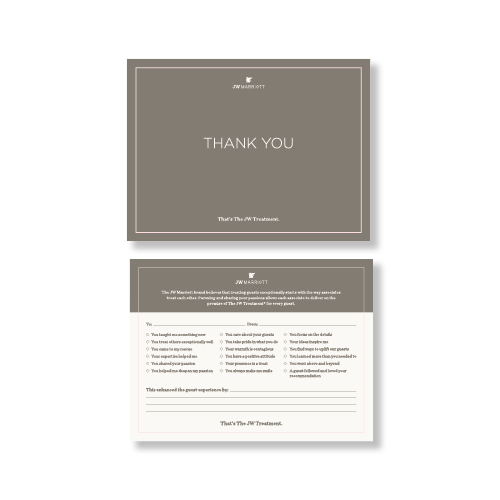 JW MARRIOTT
THANK YOU
That's The JW Treatment.
JW MARRIOTT
The JW Marriott brand believes that treating guests exceptionally starts with the way associates
treat each other. Pursuing and sharing your passions allows each associate to deliver on the
promise of The JW Treatment® for every guest.
To: From:
You taught me something new
You treat others exceptionally well
You came to my rescue
Your expertise helped me
You shared your passion
You helped me deepen my passion
You care about your guests
You take pride in what you do
Your warmth is contagious
You have a positive attitude
Your presence is a treat
You always make me smile
You focus on the details
Your ideas inspire me
You find ways to uplift our guests
You learned more than you needed to
You went above and beyond
A guest followed and loved your
recommendation
This enhanced the guest experience by:
That's The JW Treatment.